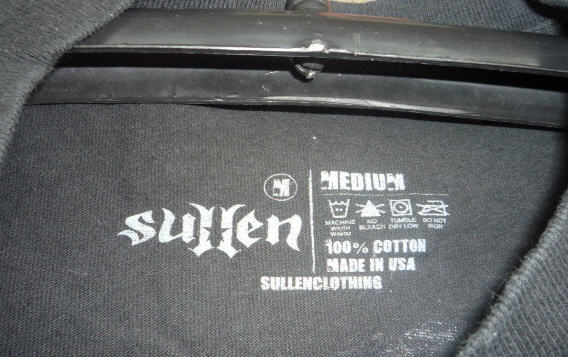 M
sullen
MEDIUM
MACHINE WASH WARM
NO BLEACH
TUMBLE DRY LOW
DO NOT IRON
100% COTTON
MADE IN USA
SULLENCLOTHING